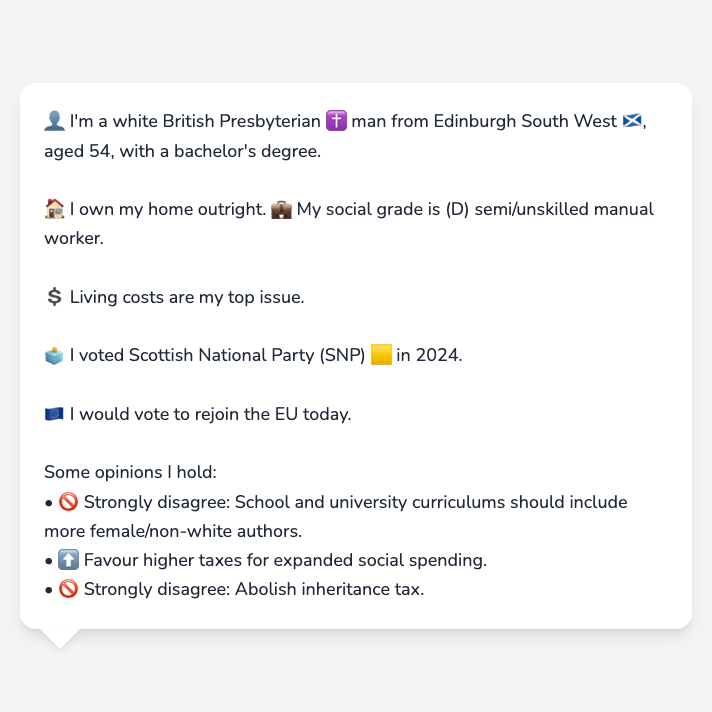 👤 I'm a white British Presbyterian ✝️ man from Edinburgh South West 🏴󠁧󠁢󠁳󠁣󠁴󠁿,
aged 54, with a bachelor's degree.
🏠 I own my home outright. 💼 My social grade is (D) semi/unskilled manual
worker.
💲 Living costs are my top issue.
🗳️ I voted Scottish National Party (SNP) 🟨 in 2024.
🇪🇺 I would vote to rejoin the EU today.
Some opinions I hold:
• 🚫 Strongly disagree: School and university curriculums should include
more female/non-white authors.
• ⬆️ Favour higher taxes for expanded social spending.
• 🚫 Strongly disagree: Abolish inheritance tax.